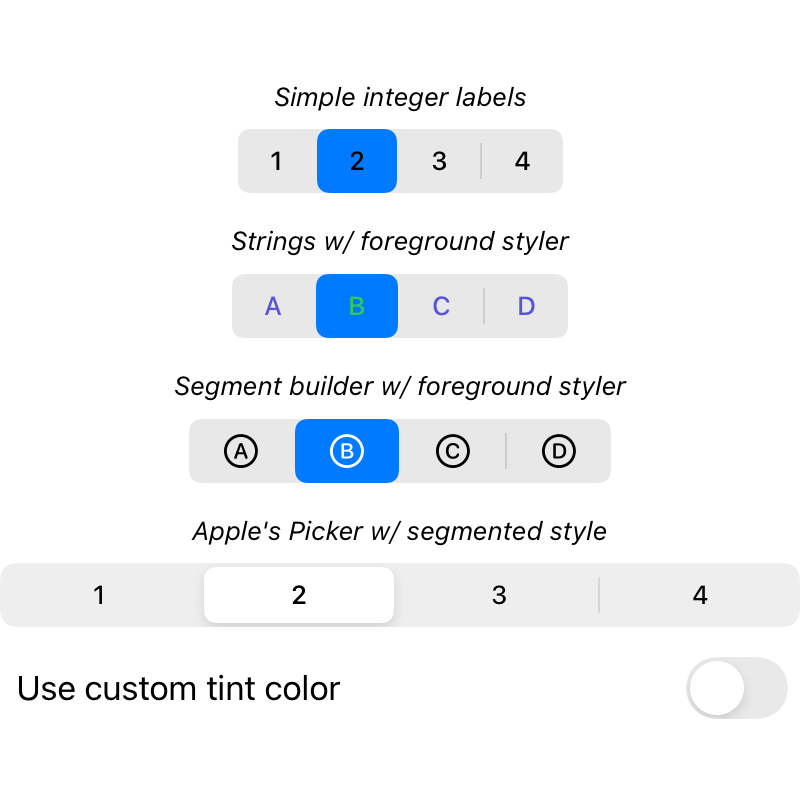 Simple integer labels
1 2 3 4
Strings w/ foreground styler
A B C D
Segment builder w/ foreground styler
A B C D
Apple's Picker w/ segmented style
1 2 3 4
Use custom tint color